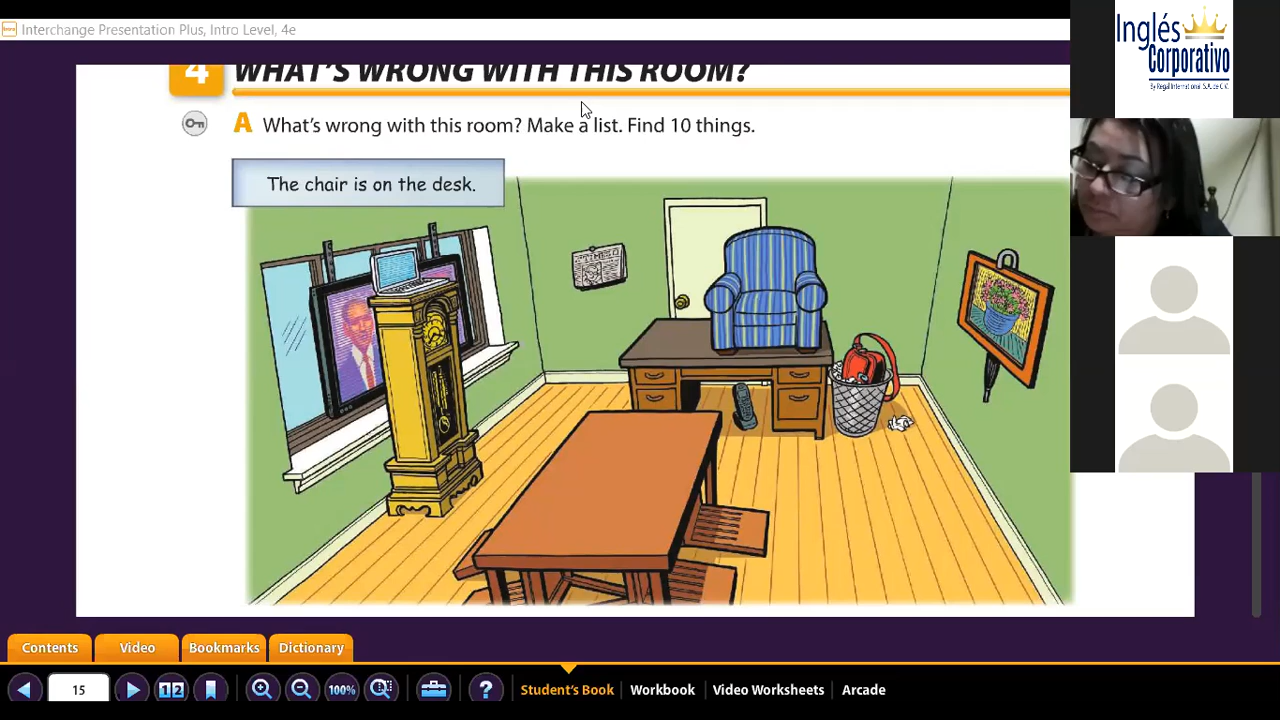 Interchange Presentation Plus, Intro Level, 4e
4 WHAT'S WRONG WITH THIS ROOM?
A What's wrong with this room? Make a list. Find 10 things.
The chair is on the desk.
Inglés
Corporativo
Contents
Video
Bookmarks
Dictionary
15
12
100%
?
Student's Book
Workbook
Video Worksheets
Arcade